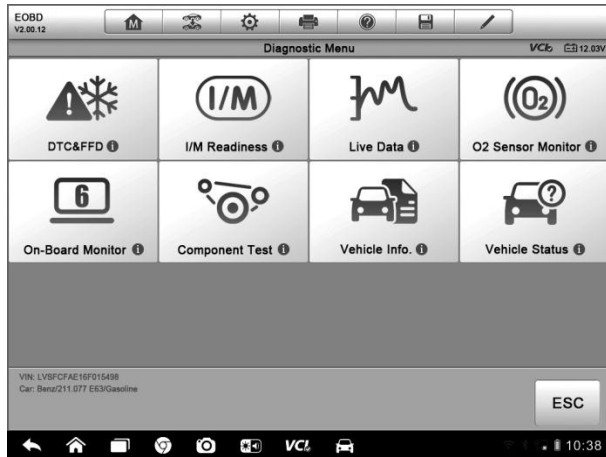 EOBD
V2.00.12
M
Diagnostic Menu
VCI
12.03V
I/M
O2
DTC&FFD
I/M Readiness
Live Data
O2 Sensor Monitor
6
On-Board Monitor
Component Test
Vehicle Info.
Vehicle Status
VIN: LVSFCFAE16F015498
Car: Benz/211.077 E63/Gasoline
ESC
VCI
10:38